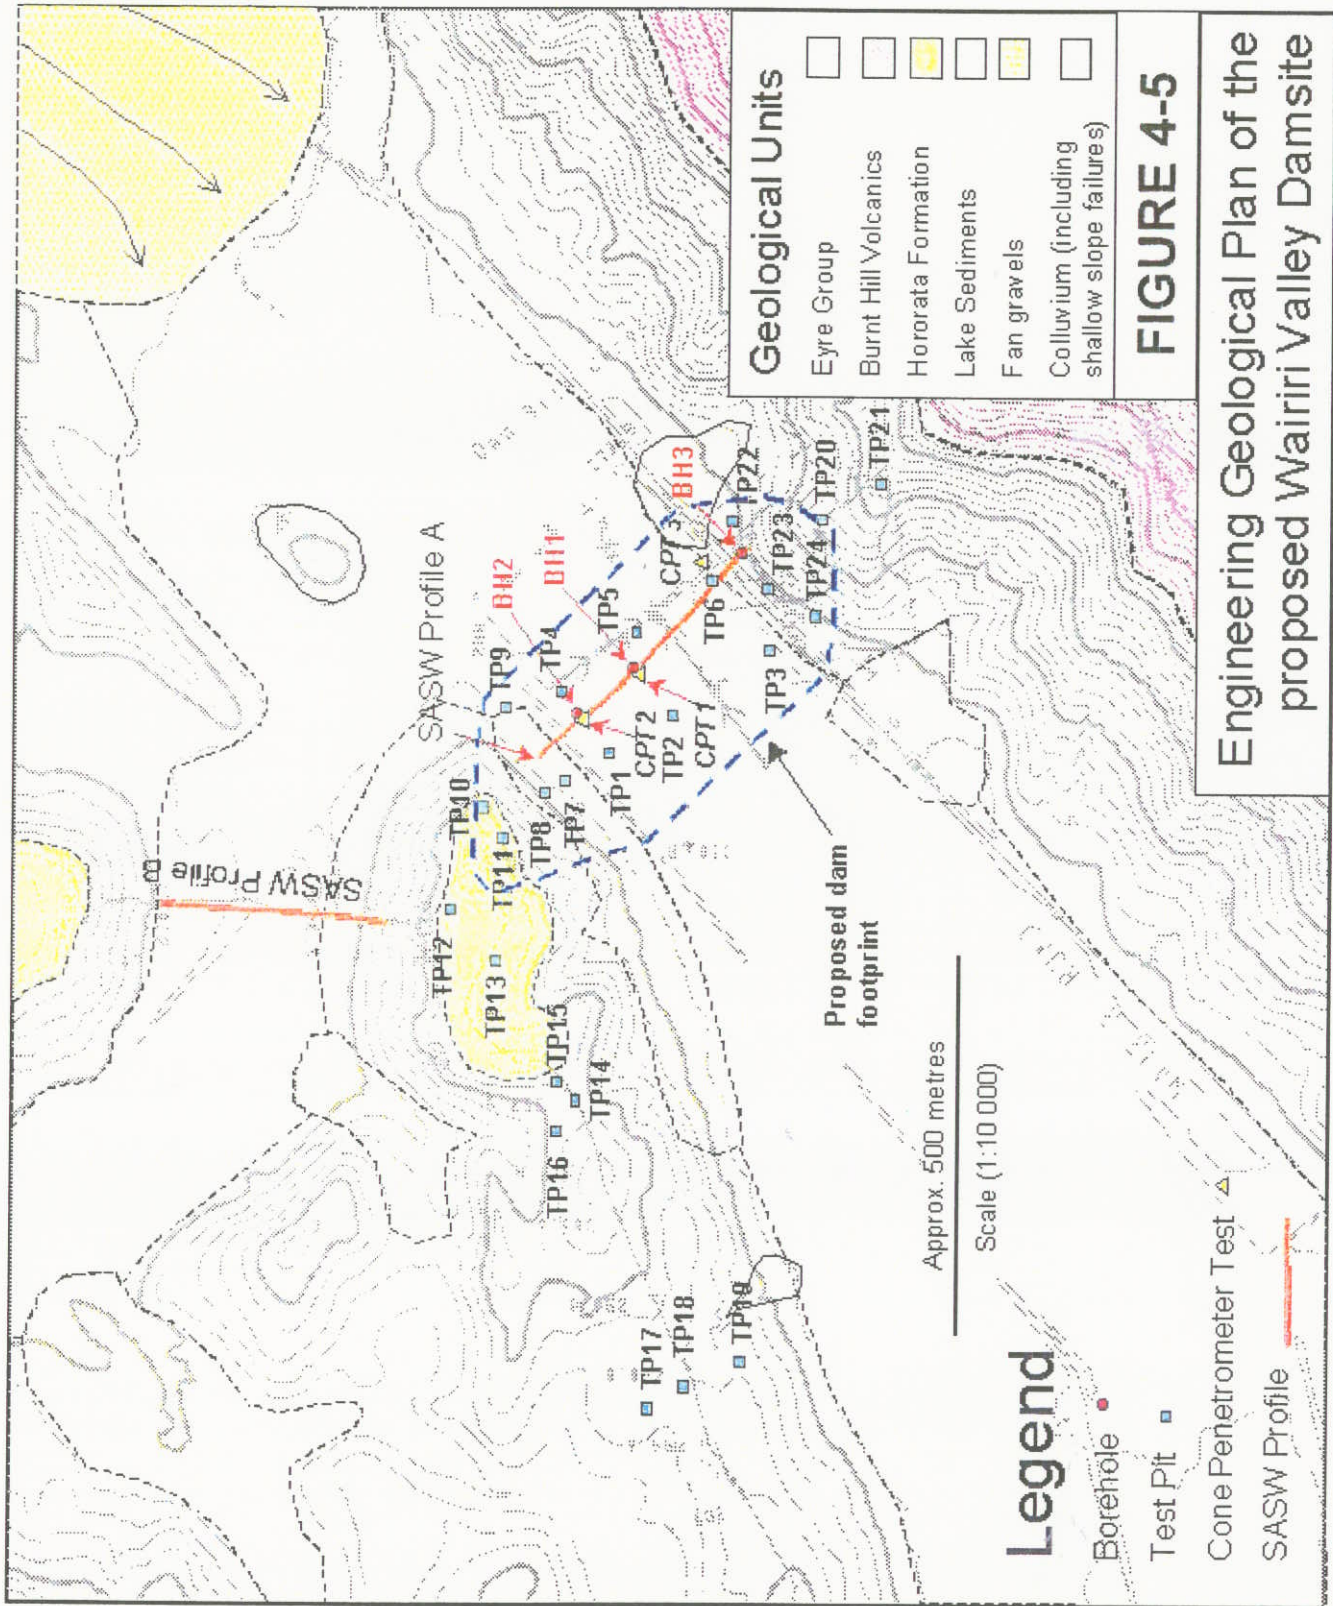 SASW Profile B
SASW Profile A
BH2
BH1
BH3
TP9
TP4
TP5
TP10
TP11
TP12
TP13
TP8
TP7
TP1
CPT2
TP2
CPT1
TP6
CPT 3
TP22
TP3
TP23
TP24
TP20
TP21
TP15
TP14
TP16
TP17
TP18
TP19
Proposed dam
footprint
Approx. 500 metres
Scale (1:10 000)
Legend
Borehole
Test Pit
Cone Penetrometer Test
SASW Profile
Geological Units
Eyre Group
Burnt Hill Volcanics
Hororata Formation
Lake Sediments
Fan gravels
Colluvium (including
shallow slope failures)
FIGURE 4-5
Engineering Geological Plan of the
proposed Wairiri Valley Damsite